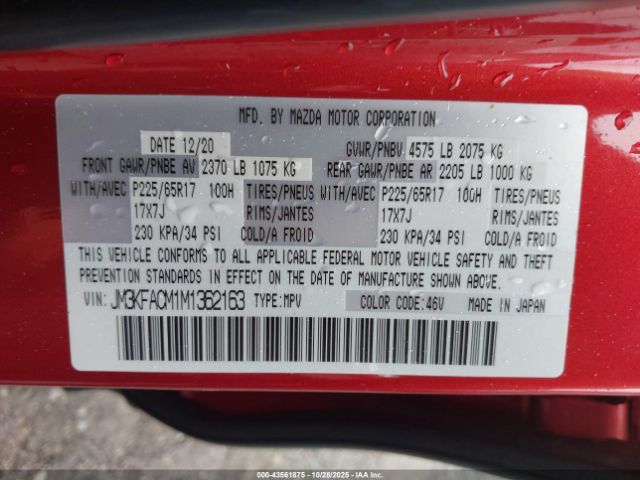 MFD. BY MAZDA MOTOR CORPORATION
DATE 12/20 GVWR/PNBV 4575 LB 2075 KG
FRONT GAWR/PNBE AV 2370 LB 1075 KG REAR GAWR/PNBE AR 2205 LB 1000 KG
WITH/AVEC P225/65R17 100H TIRES/PNEUS WITH/AVEC P225/65R17 100H TIRES/PNEUS
17X7J RIMS/JANTES 17X7J RIMS/JANTES
230 KPA/34 PSI COLD/A FROID 230 KPA/34 PSI COLD/A FROID
THIS VEHICLE CONFORMS TO ALL APPLICABLE FEDERAL MOTOR VEHICLE SAFETY AND THEFT
PREVENTION STANDARDS IN EFFECT ON THE DATE OF MANUFACTURE SHOWN ABOVE.
VIN: JM3KFACM1M1362163 TYPE:MPV COLOR CODE:46V MADE IN JAPAN
000-43561875 | 10/28/2025 | IAAI.CA